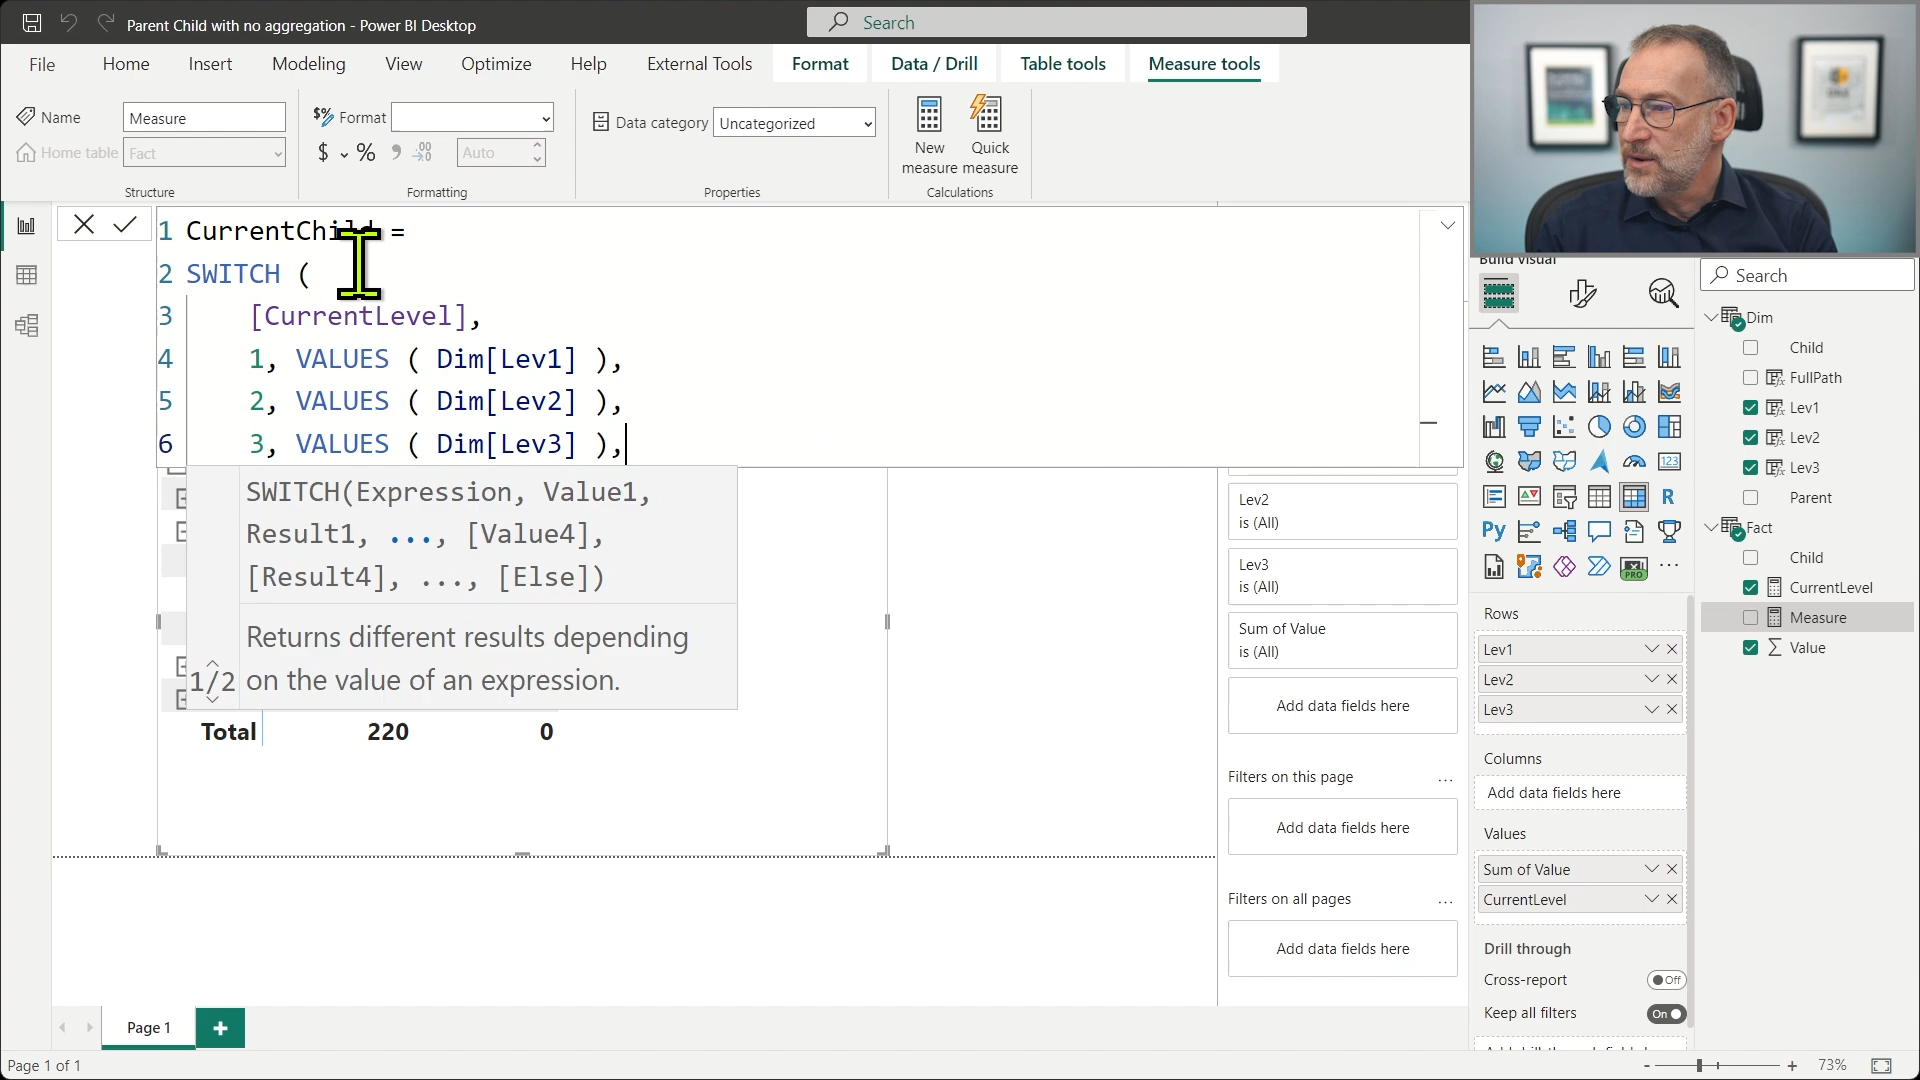 Parent Child with no aggregation - Power BI Desktop
Search
File
Home
Insert
Modeling
View
Optimize
Help
External Tools
Format
Data / Drill
Table tools
Measure tools
Name
Measure
Home table
Fact
Structure
$% Format
$ %
Auto
Formatting
Data category
Uncategorized
Properties
New measure
Quick measure
Calculations
1 CurrentChild =
2 SWITCH (
3 [CurrentLevel],
4 1, VALUES ( Dim[Lev1] ),
5 2, VALUES ( Dim[Lev2] ),
6 3, VALUES ( Dim[Lev3] ),
SWITCH(Expression, Value1,
Result1, ..., [Value4],
[Result4], ..., [Else])
Returns different results depending
1/2 on the value of an expression.
Total 220 0
Lev2
is (All)
Lev3
is (All)
Sum of Value
is (All)
Add data fields here
Filters on this page ...
Add data fields here
Filters on all pages ...
Add data fields here
Build visual
123
R
Py
PRO
...
Rows
Lev1
Lev2
Lev3
Columns
Add data fields here
Values
Sum of Value
CurrentLevel
Drill through
Cross-report
Off
Keep all filters
On
Search
Dim
Child
FullPath
Lev1
Lev2
Lev3
Parent
Fact
Child
CurrentLevel
Measure
Value
Page 1
+
Page 1 of 1
- + 73%